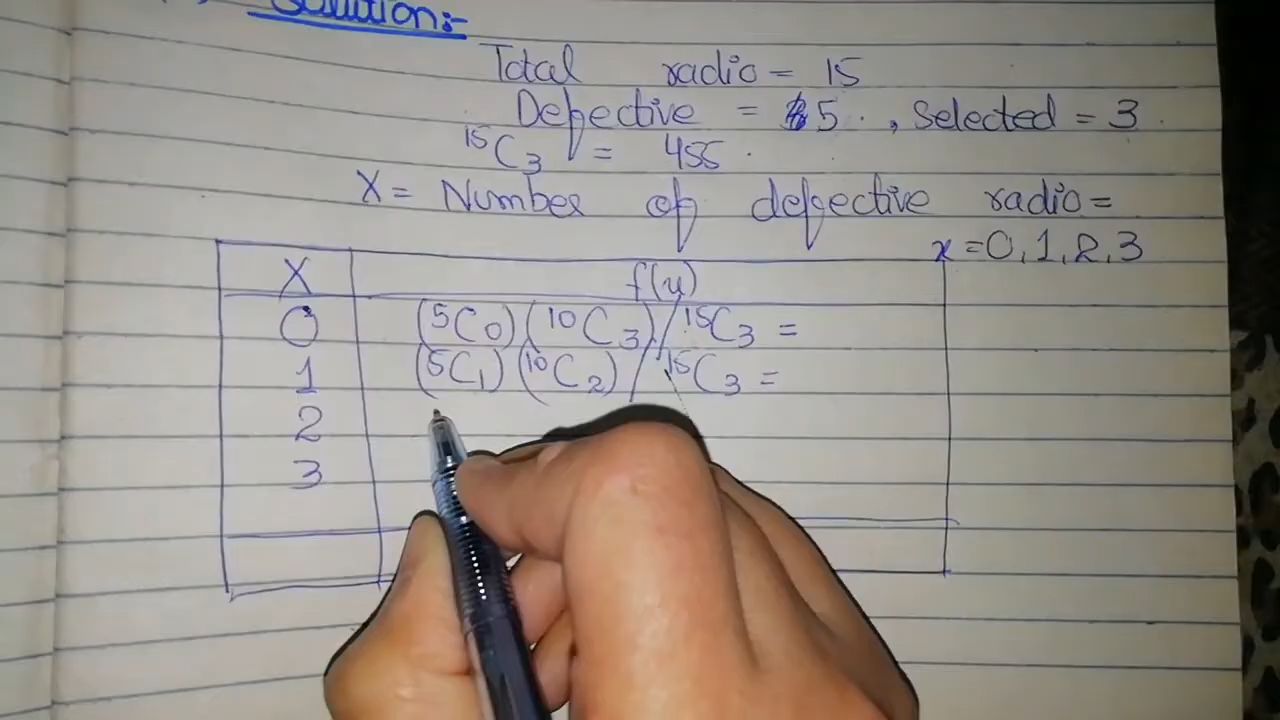 Solution:-
Total radio = 15
Defective = 5 , Selected = 3
¹⁵C₃ = 455
X = Number of defective radio =
x = 0, 1, 2, 3
X f(x)
0 (⁵C₀)(¹⁰C₃)/¹⁵C₃ =
1 (⁵C₁)(¹⁰C₂)/¹⁵C₃ =
2
3